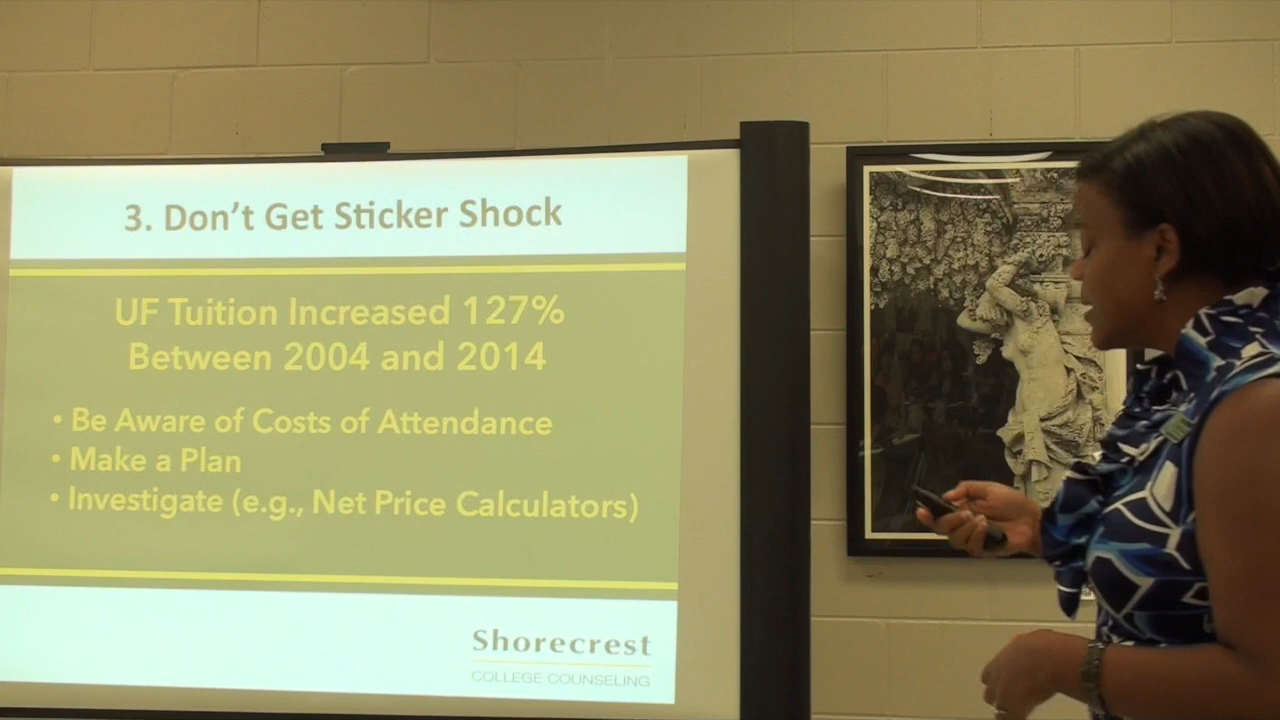 3. Don't Get Sticker Shock
UF Tuition Increased 127%
Between 2004 and 2014
• Be Aware of Costs of Attendance
• Make a Plan
• Investigate (e.g., Net Price Calculators)
Shorecrest
COLLEGE COUNSELING